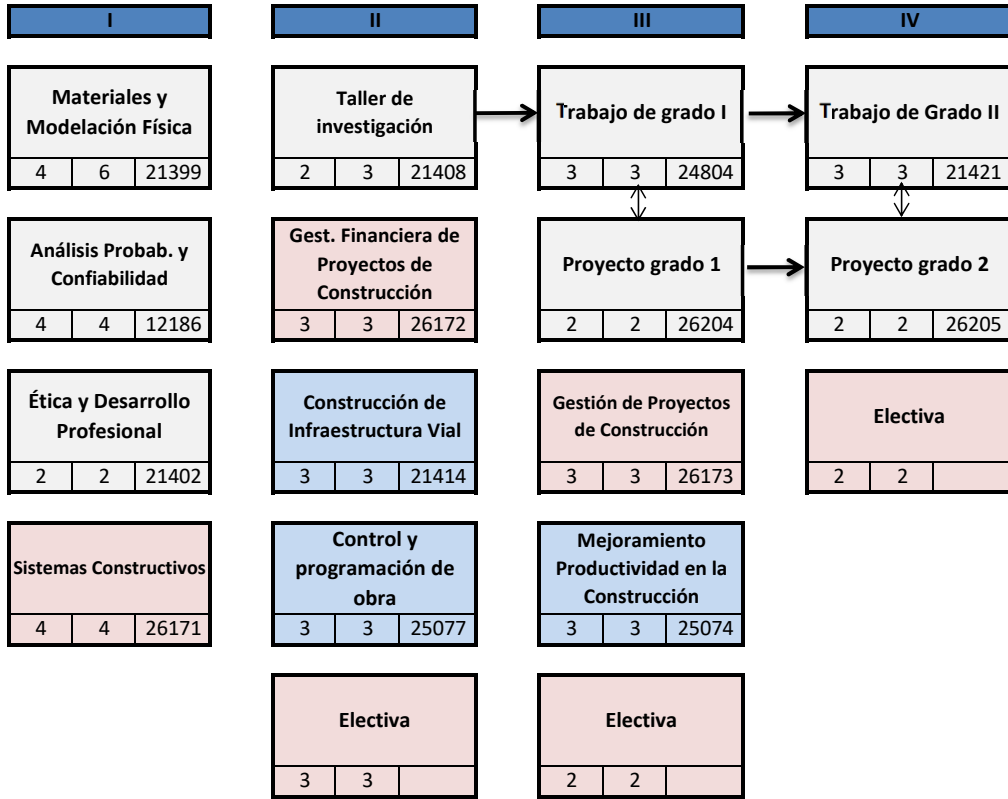 I
II
III
IV
Materiales y
Modelación Física
4 6 21399
Taller de
investigación
2 3 21408
Trabajo de grado I
3 3 24804
Trabajo de Grado II
3 3 21421
Análisis Probab. y
Confiabilidad
4 4 12186
Gest. Financiera de
Proyectos de
Construcción
3 3 26172
Proyecto grado 1
2 2 26204
Proyecto grado 2
2 2 26205
Ética y Desarrollo
Profesional
2 2 21402
Construcción de
Infraestructura Vial
3 3 21414
Gestión de Proyectos
de Construcción
3 3 26173
Electiva
2 2
Sistemas Constructivos
4 4 26171
Control y
programación de
obra
3 3 25077
Mejoramiento
Productividad en la
Construcción
3 3 25074
Electiva
3 3
Electiva
2 2